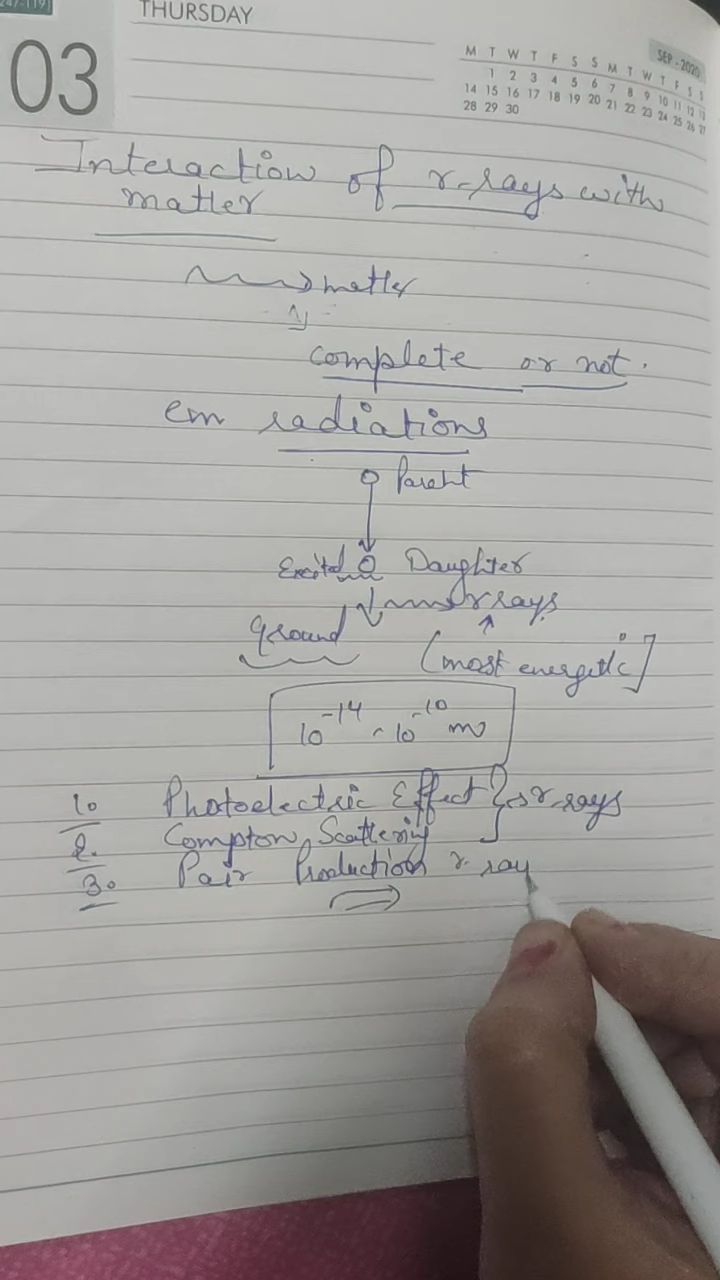 THURSDAY
03
SEP - 2020
M T W T F S S M T W T F S S
1 2 3 4 5 6 7 8 9 10 11 12 13
14 15 16 17 18 19 20 21 22 23 24 25 26 27
28 29 30
Interaction of r-rays with
matter
matter
complete or not.
em radiations
Parent
Excited Daughter
r rays
ground
(most energetic]
10⁻¹⁴ - 10⁻¹⁰ m
1. Photoelectric Effect } r-rays
2. Compton Scattering
3. Pair Production r ray